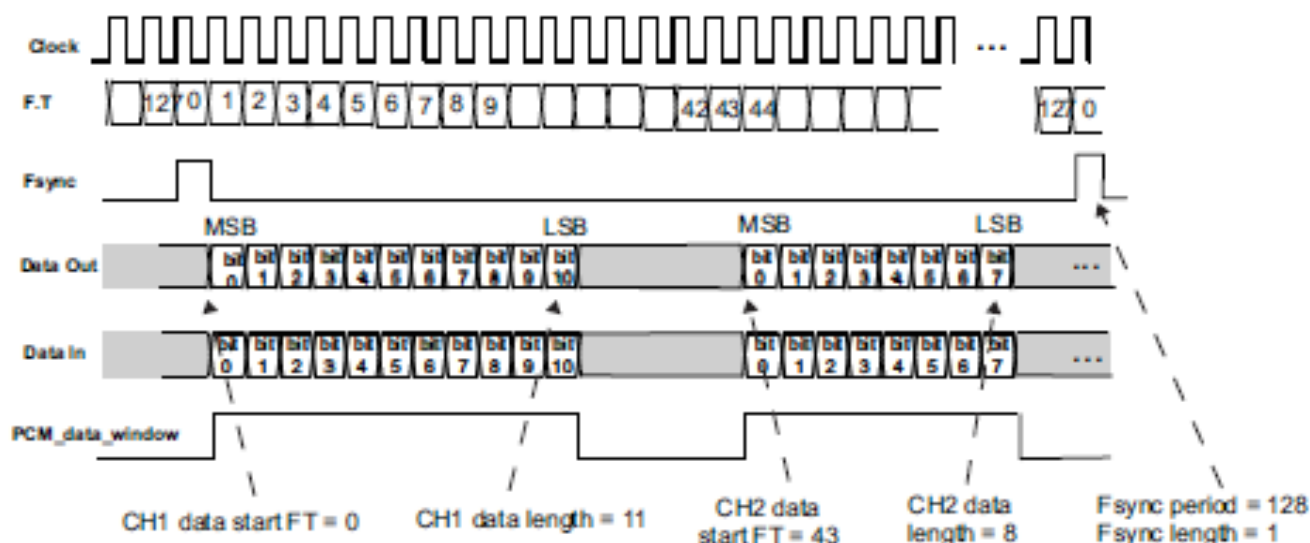 Clock ...
F.T 127 0 1 2 3 4 5 6 7 8 9 42 43 44 127 0
Fsync
MSB LSB MSB LSB
Data Out bit 0 bit 1 bit 2 bit 3 bit 4 bit 5 bit 6 bit 7 bit 8 bit 9 bit 10 bit 0 bit 1 bit 2 bit 3 bit 4 bit 5 bit 6 bit 7 ...
Data In bit 0 bit 1 bit 2 bit 3 bit 4 bit 5 bit 6 bit 7 bit 8 bit 9 bit 10 bit 0 bit 1 bit 2 bit 3 bit 4 bit 5 bit 6 bit 7 ...
PCM_data_window
CH1 data start FT = 0
CH1 data length = 11
CH2 data
start FT = 43
CH2 data
length = 8
Fsync period = 128
Fsync length = 1